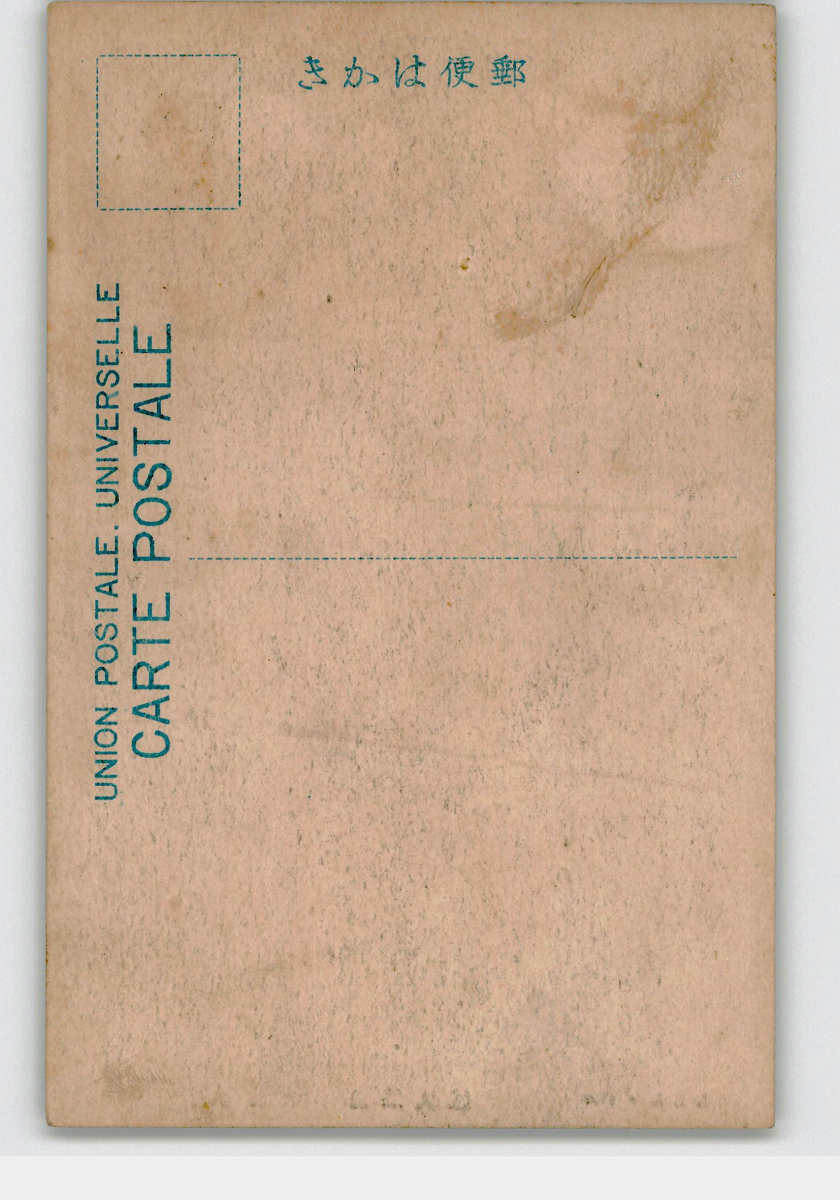 郵便はかき
UNION POSTALE. UNIVERSELLE
CARTE POSTALE